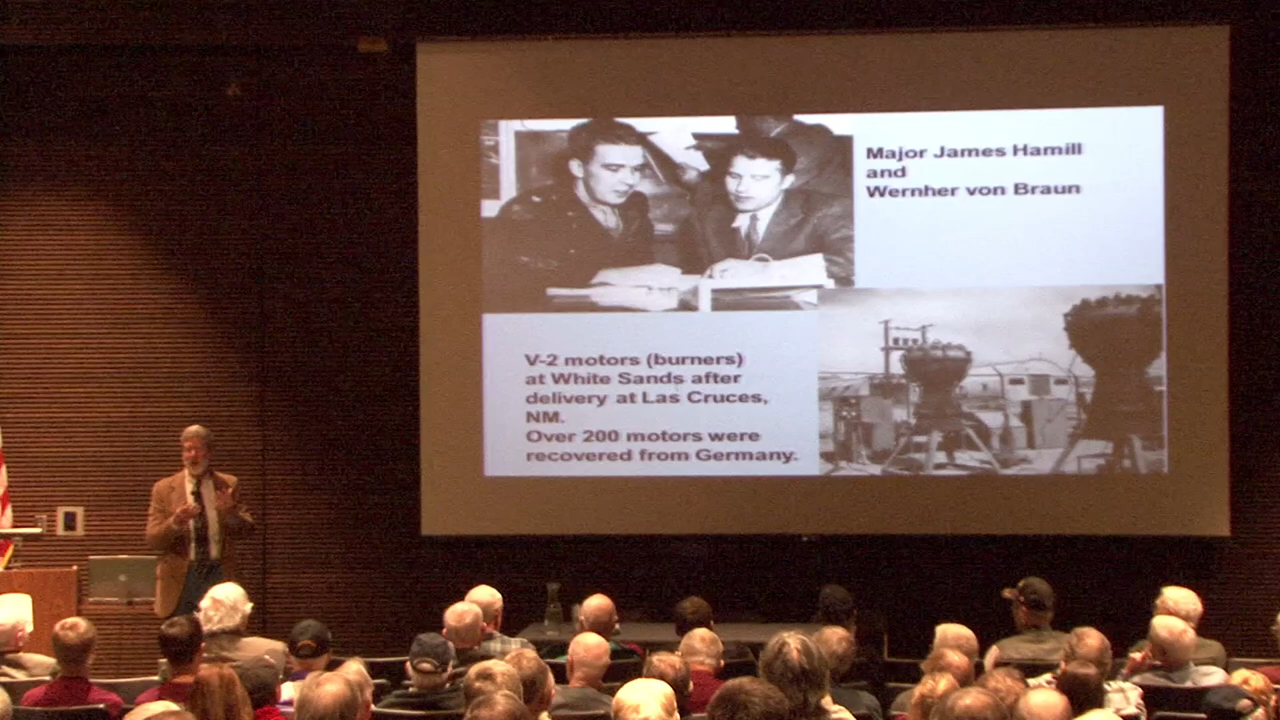 Major James Hamill
and
Wernher von Braun
V-2 motors (burners)
at White Sands after
delivery at Las Cruces,
NM.
Over 200 motors were
recovered from Germany.